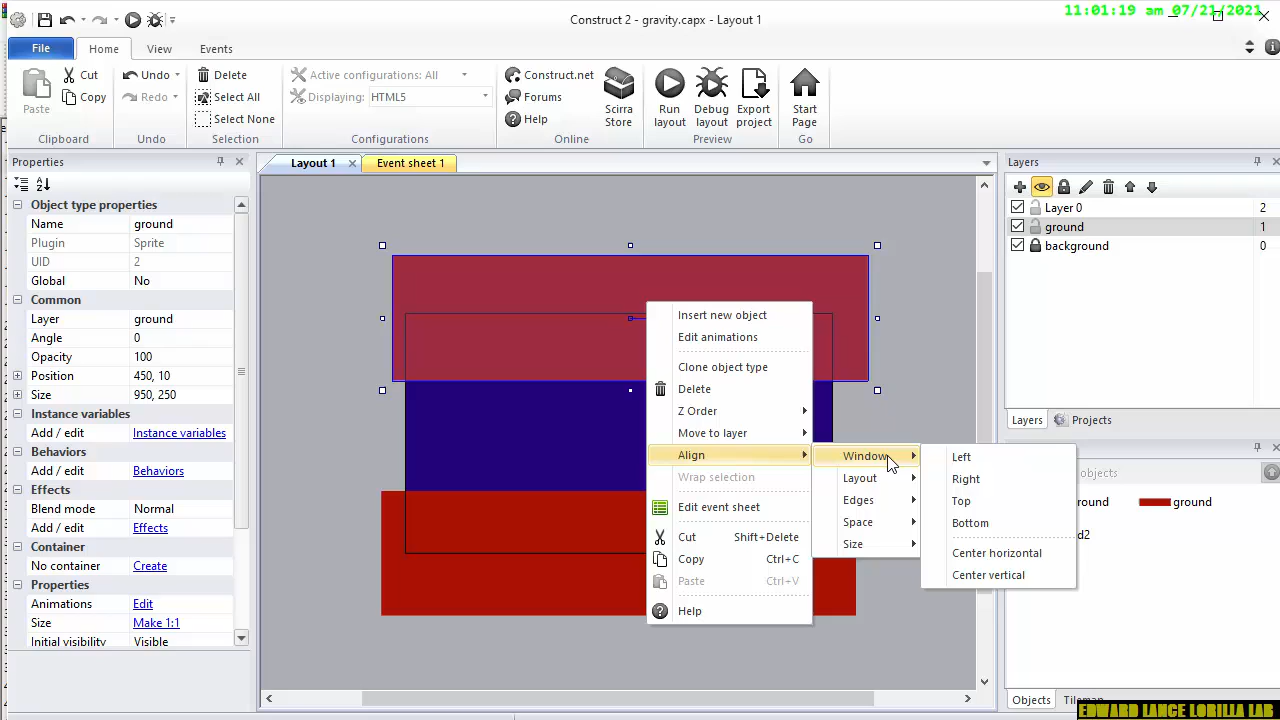 Construct 2 - gravity.capx - Layout 1
11:01:19 am 07/21/2021
File Home View Events
Paste Cut Copy
Undo Redo
Delete Select All Select None
Active configurations: All
Displaying: HTML5
Construct.net Forums Help
Scirra Store
Run layout Debug layout Export project Start Page
Clipboard Undo Selection Configurations Online Preview Go
Properties
Layout 1 Event sheet 1
Layers
Object type properties
Name ground
Plugin Sprite
UID 2
Global No
Common
Layer ground
Angle 0
Opacity 100
Position 450, 10
Size 950, 250
Instance variables
Add / edit Instance variables
Behaviors
Add / edit Behaviors
Effects
Blend mode Normal
Add / edit Effects
Container
No container Create
Properties
Animations Edit
Size Make 1:1
Initial visibility Visible
Insert new object
Edit animations
Clone object type
Delete
Z Order
Move to layer
Align
Wrap selection
Edit event sheet
Cut Shift+Delete
Copy Ctrl+C
Paste Ctrl+V
Help
Window
Layout
Edges
Space
Size
Left
Right
Top
Bottom
Center horizontal
Center vertical
Layer 0 2
ground 1
background 0
Layers Projects
objects
round ground
d2
Objects Tilemap
EDWARD LANCE LORILLA LAB